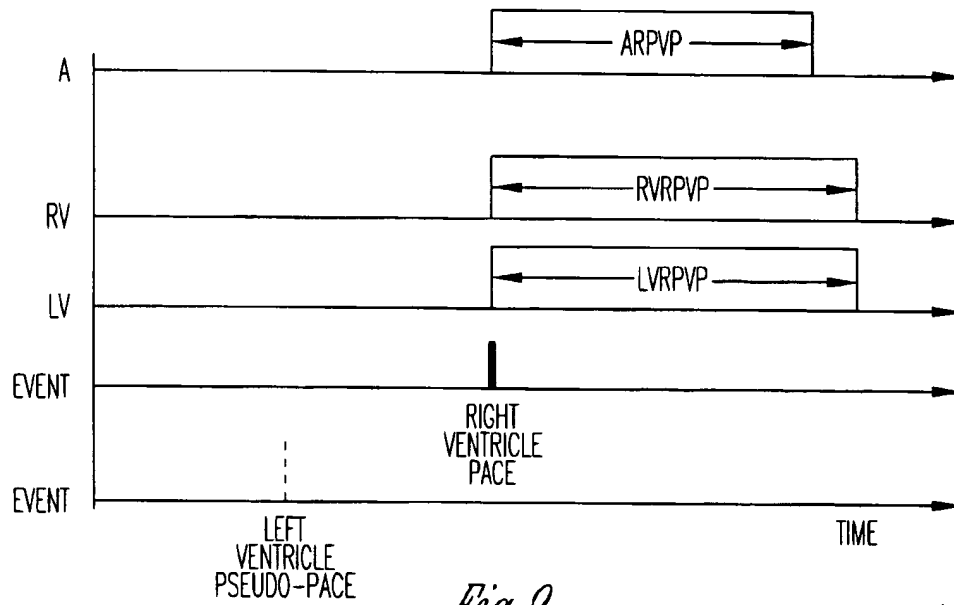 A
ARPVP
RV
RVRPVP
LV
LVRPVP
EVENT
RIGHT
VENTRICLE
PACE
EVENT
LEFT
VENTRICLE
PSEUDO-PACE
TIME